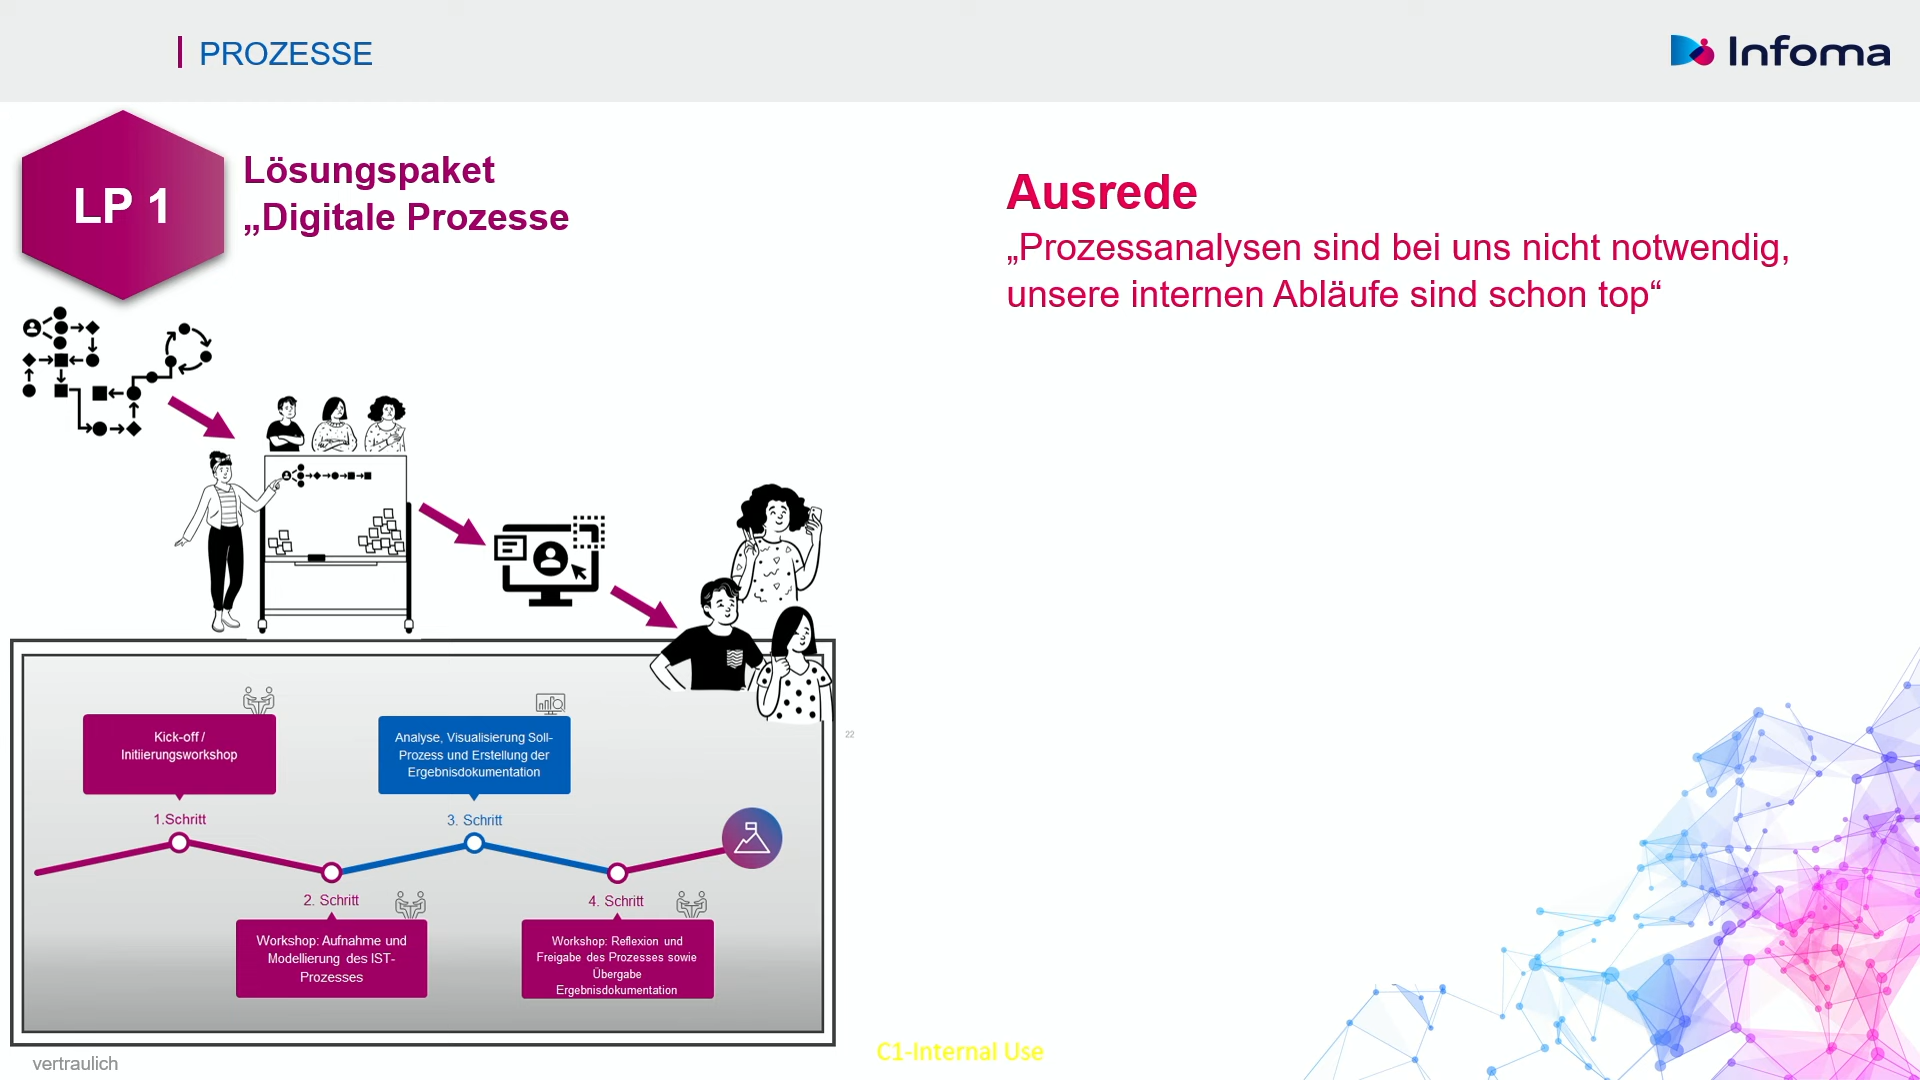 PROZESSE
Infoma
LP 1
Lösungspaket
„Digitale Prozesse
Ausrede
„Prozessanalysen sind bei uns nicht notwendig,
unsere internen Abläufe sind schon top“
Kick-off /
Initiierungsworkshop
1.Schritt
2. Schritt
Workshop: Aufnahme und
Modellierung des IST-
Prozesses
Analyse, Visualisierung Soll-
Prozess und Erstellung der
Ergebnisdokumentation
3. Schritt
4. Schritt
Workshop: Reflexion und
Freigabe des Prozesses sowie
Übergabe
Ergebnisdokumentation
22
vertraulich
C1-Internal Use